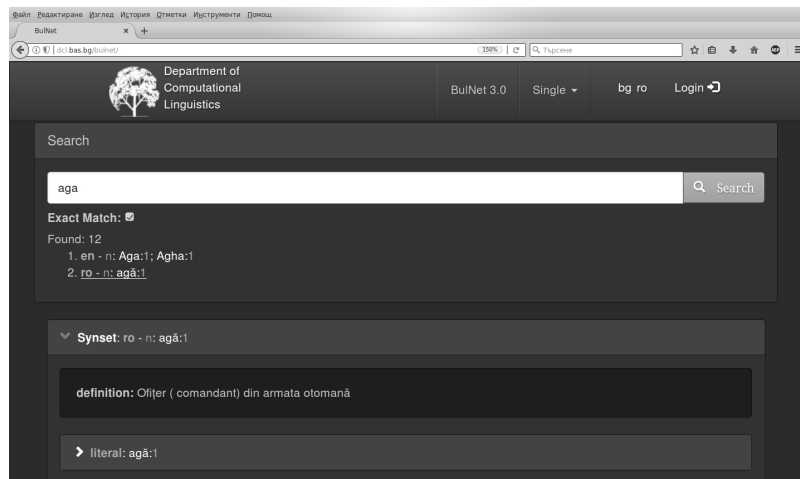 Файл Редактиране Изглед История Отметки Инструменти Помощ
BulNet × +
dcl.bas.bg/bulnet/ 150% Търсене
Department of
Computational
Linguistics
BulNet 3.0 Single bg ro Login
Search
aga Search
Exact Match:
Found: 12
1. en - n: Aga:1; Agha:1
2. ro - n: agă:1
Synset: ro - n: agă:1
definition: Ofiţer ( comandant) din armata otomană
literal: agă:1